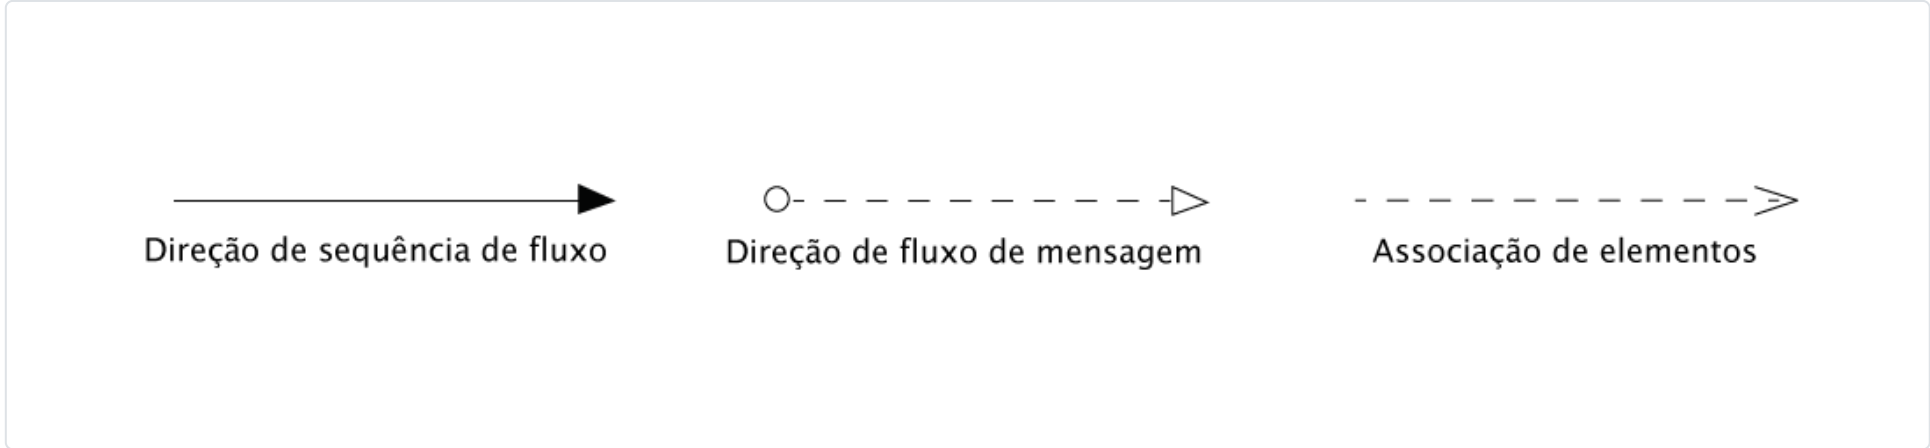 Direção de sequência de fluxo
Direção de fluxo de mensagem
Associação de elementos